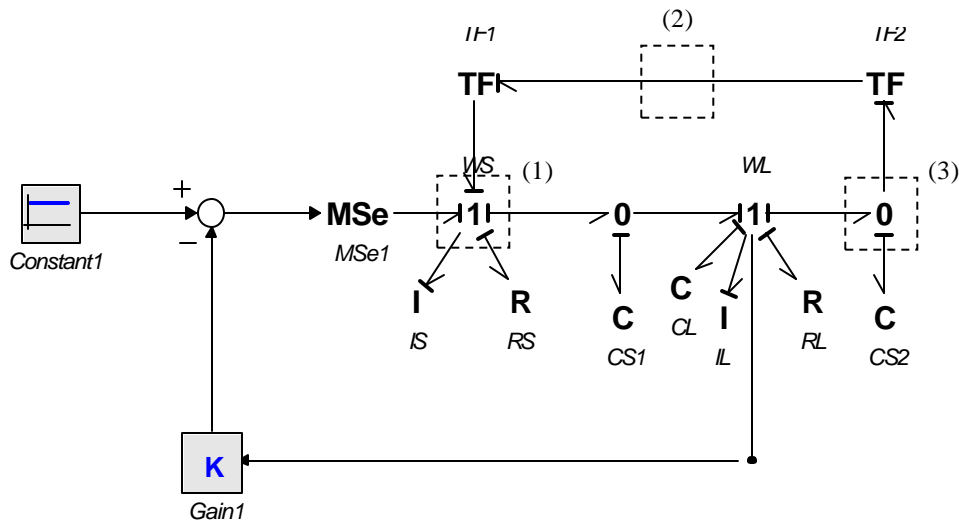 (2)
TF1
TF2
TF
TF
WS
(1)
WL
(3)
+
−
MSe
1
0
1
0
Constant1
MSe1
I
R
C
C
I
R
C
IS
RS
CS1
CL
IL
RL
CS2
K
Gain1